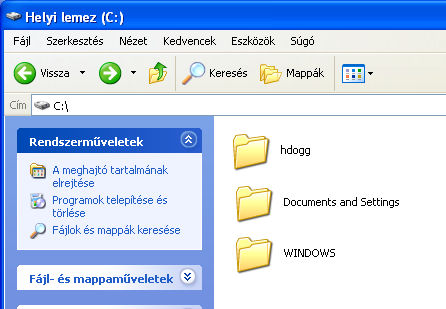 Helyi lemez (C:)
Fájl Szerkesztés Nézet Kedvencek Eszközök Súgó
Vissza Keresés Mappák
Cím C:\
Rendszerműveletek
A meghajtó tartalmának
elrejtése
Programok telepítése és
törlése
Fájlok és mappák keresése
Fájl- és mappaműveletek
hdogg
Documents and Settings
WINDOWS